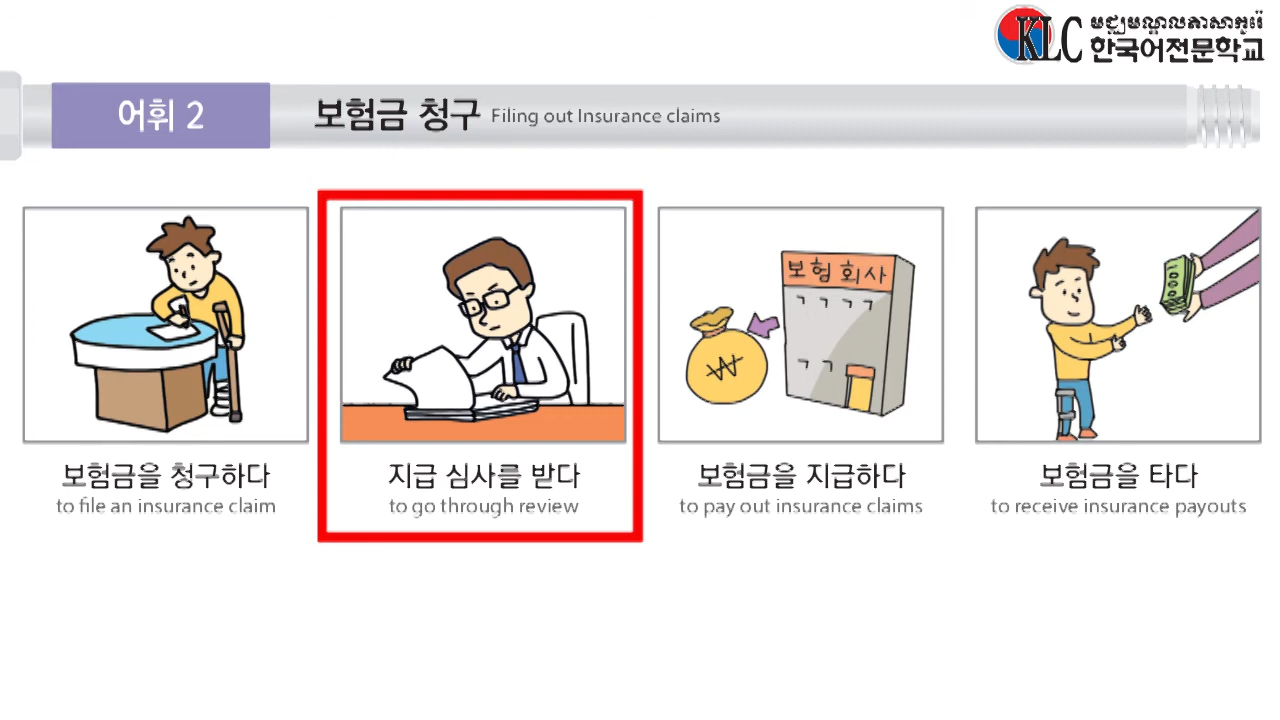 KLC មជ្ឈមណ្ឌលភាសាកូរ៉េ
한국어전문학교
어휘 2
보험금 청구 Filing out Insurance claims
보험회사
₩
1000
보험금을 청구하다
to file an insurance claim
지급 심사를 받다
to go through review
보험금을 지급하다
to pay out insurance claims
보험금을 타다
to receive insurance payouts